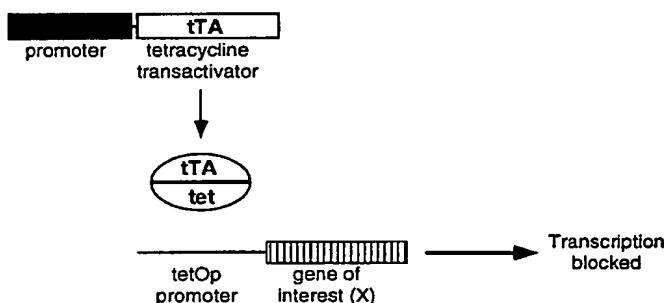 tTA
promoter
tetracycline
transactivator
tTA
tet
tetOp
promoter
gene of
interest (X)
Transcription
blocked